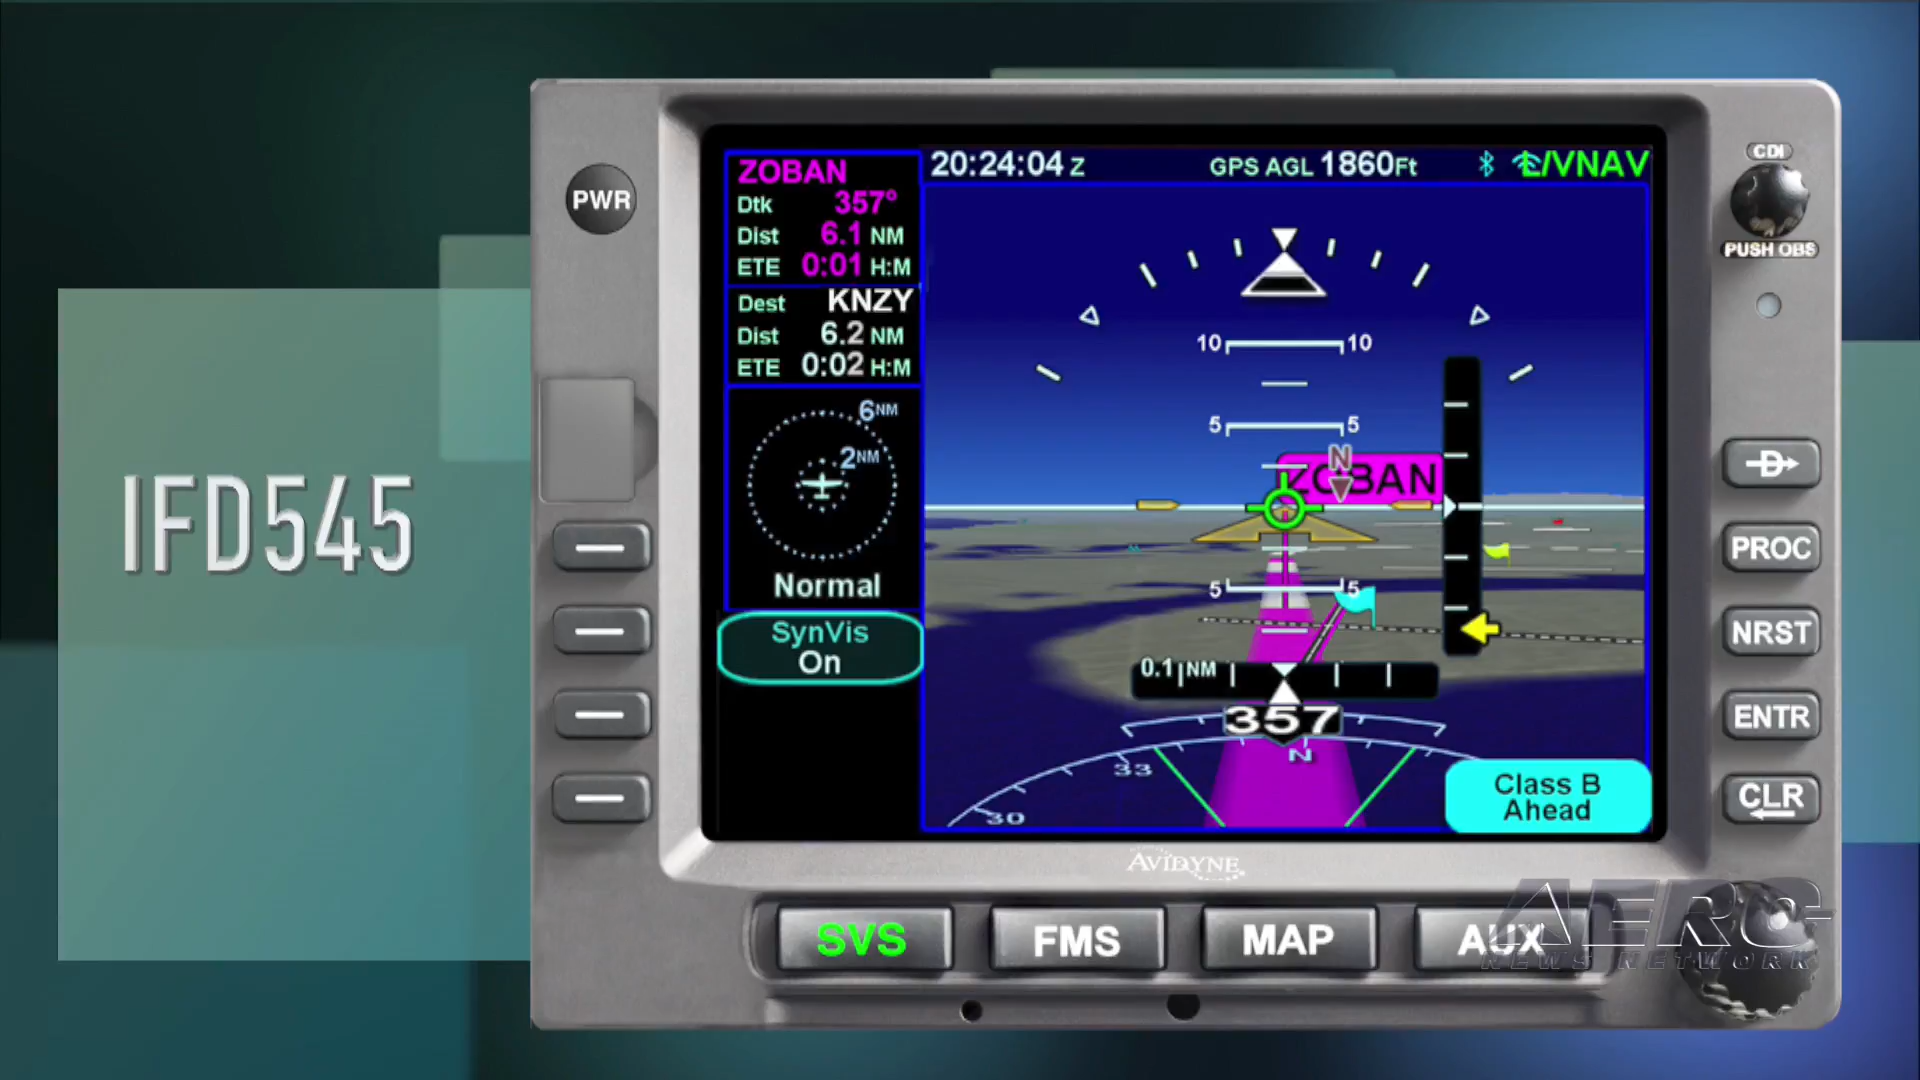 IFD545
PWR
CDI
PUSH OBS
ZOBAN
Dtk 357°
Dist 6.1 NM
ETE 0:01 H:M
Dest KNZY
Dist 6.2 NM
ETE 0:02 H:M
6NM
2NM
Normal
SynVis
On
20:24:04 Z GPS AGL 1860Ft /VNAV
10 10
5 5
N
ZOBAN
5 5
0.1 NM
357
33 N
30
Class B
Ahead
D
PROC
NRST
ENTR
CLR
AVIDYNE
SVS FMS MAP AUX
AERO
NEWS NETWORK